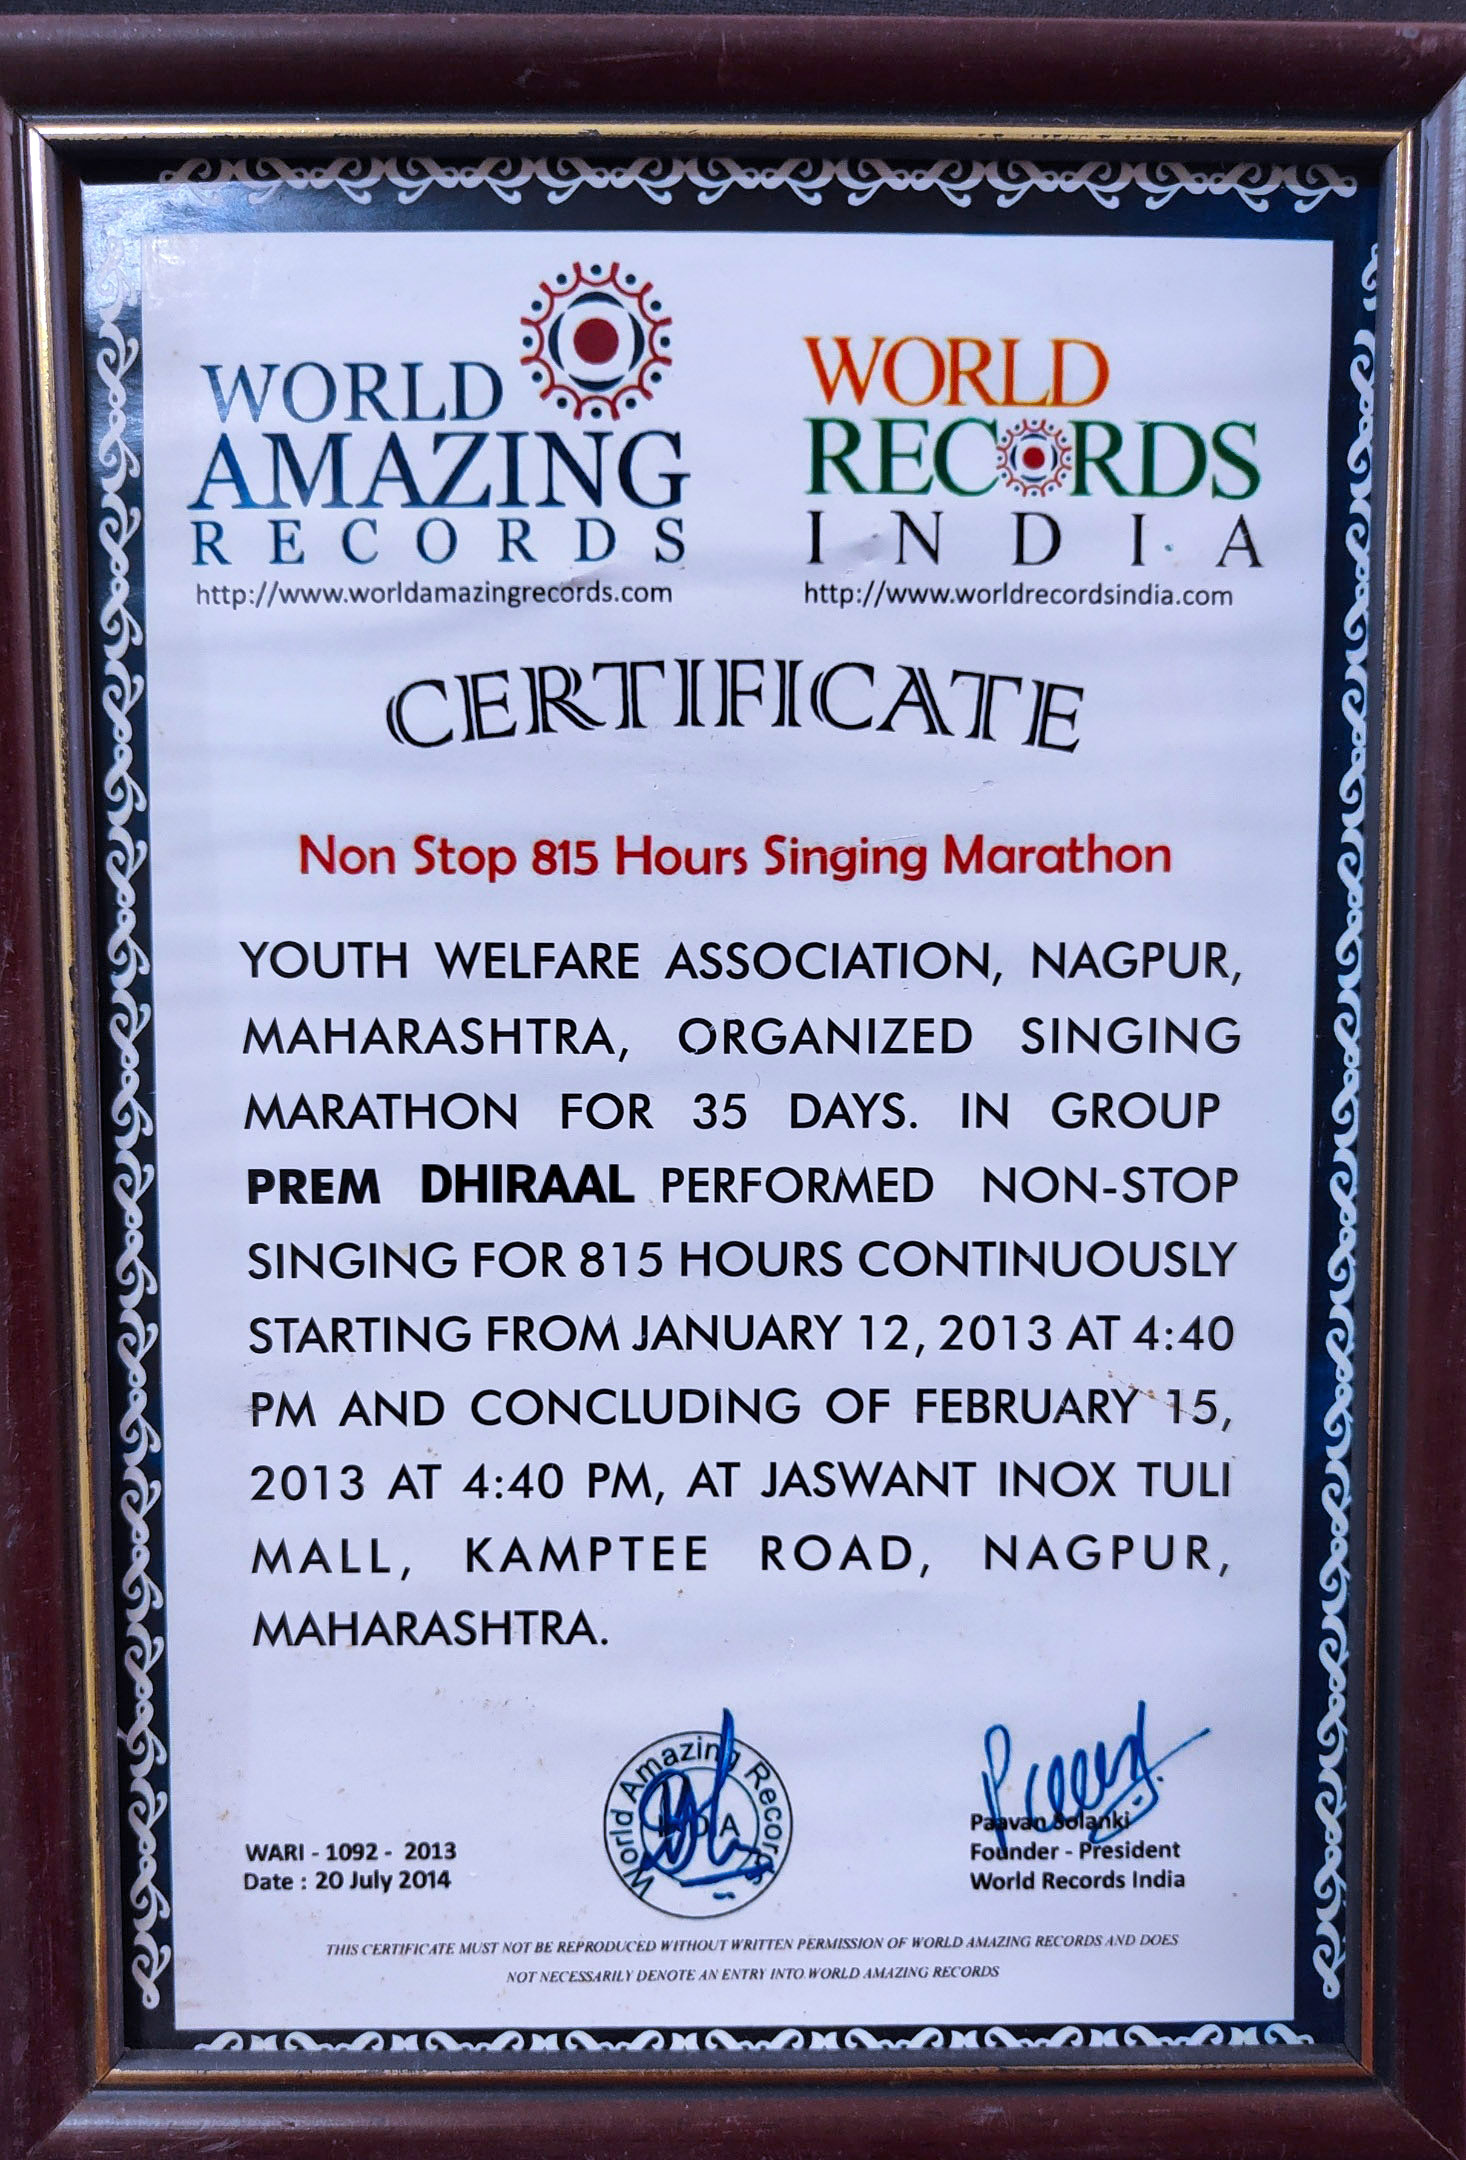 WORLD
AMAZING
RECORDS
http://www.worldamazingrecords.com
WORLD
RECORDS
INDIA
http://www.worldrecordsindia.com
CERTIFICATE
Non Stop 815 Hours Singing Marathon
YOUTH WELFARE ASSOCIATION, NAGPUR,
MAHARASHTRA, ORGANIZED SINGING
MARATHON FOR 35 DAYS. IN GROUP
PREM DHIRAAL PERFORMED NON-STOP
SINGING FOR 815 HOURS CONTINUOUSLY
STARTING FROM JANUARY 12, 2013 AT 4:40
PM AND CONCLUDING OF FEBRUARY 15,
2013 AT 4:40 PM, AT JASWANT INOX TULI
MALL, KAMPTEE ROAD, NAGPUR,
MAHARASHTRA.
WARI - 1092 - 2013
Date : 20 July 2014
World Amazing Records
Paavan Solanki
Founder - President
World Records India
THIS CERTIFICATE MUST NOT BE REPRODUCED WITHOUT WRITTEN PERMISSION OF WORLD AMAZING RECORDS AND DOES
NOT NECESSARILY DENOTE AN ENTRY INTO WORLD AMAZING RECORDS